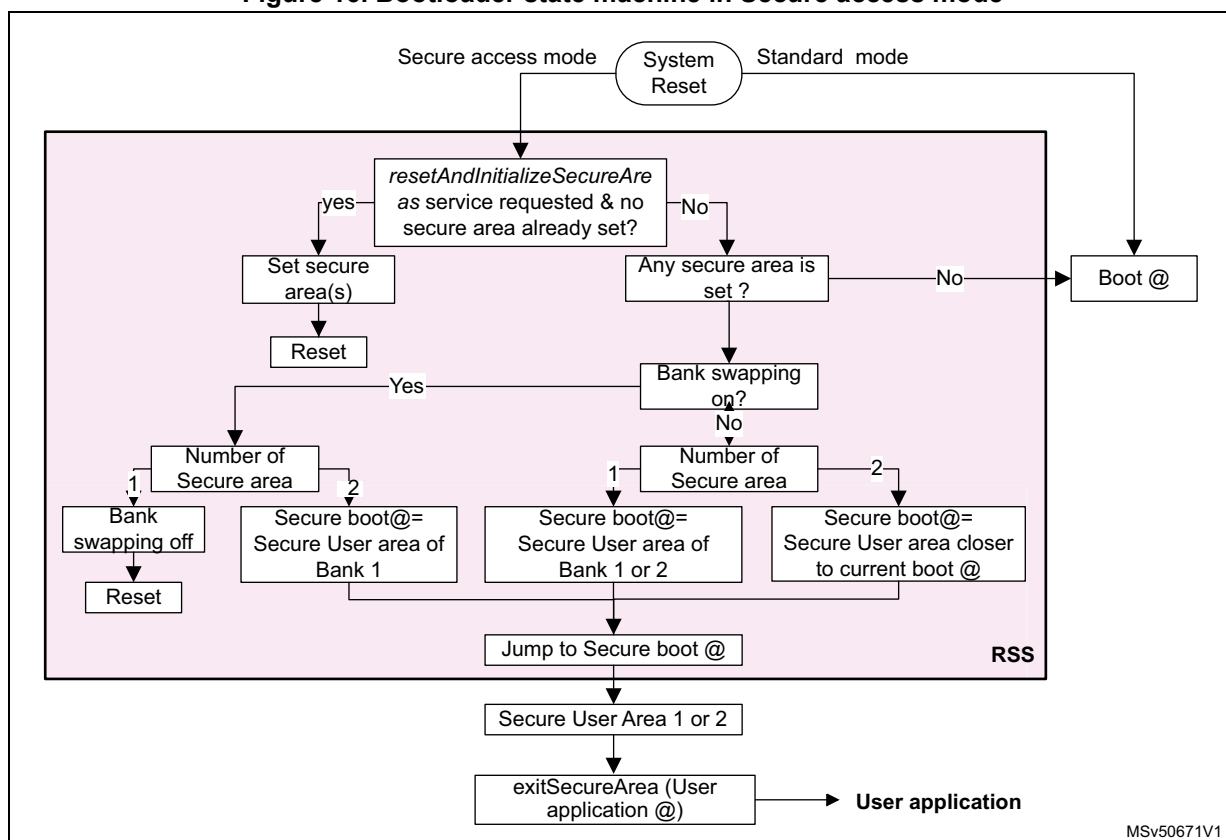 Bootloader state machine in Secure access mode
Secure access mode
System
Reset
Standard mode
resetAndInitializeSecureAre
as service requested & no
secure area already set?
yes
No
Set secure
area(s)
Any secure area is
set ?
No
Boot @
Reset
Bank swapping
on?
Yes
No
Number of
Secure area
Number of
Secure area
1
2
1
2
Bank
swapping off
Secure boot@=
Secure User area of
Bank 1
Secure boot@=
Secure User area of
Bank 1 or 2
Secure boot@=
Secure User area closer
to current boot @
Reset
Jump to Secure boot @
RSS
Secure User Area 1 or 2
exitSecureArea (User
application @)
User application
MSv50671V1